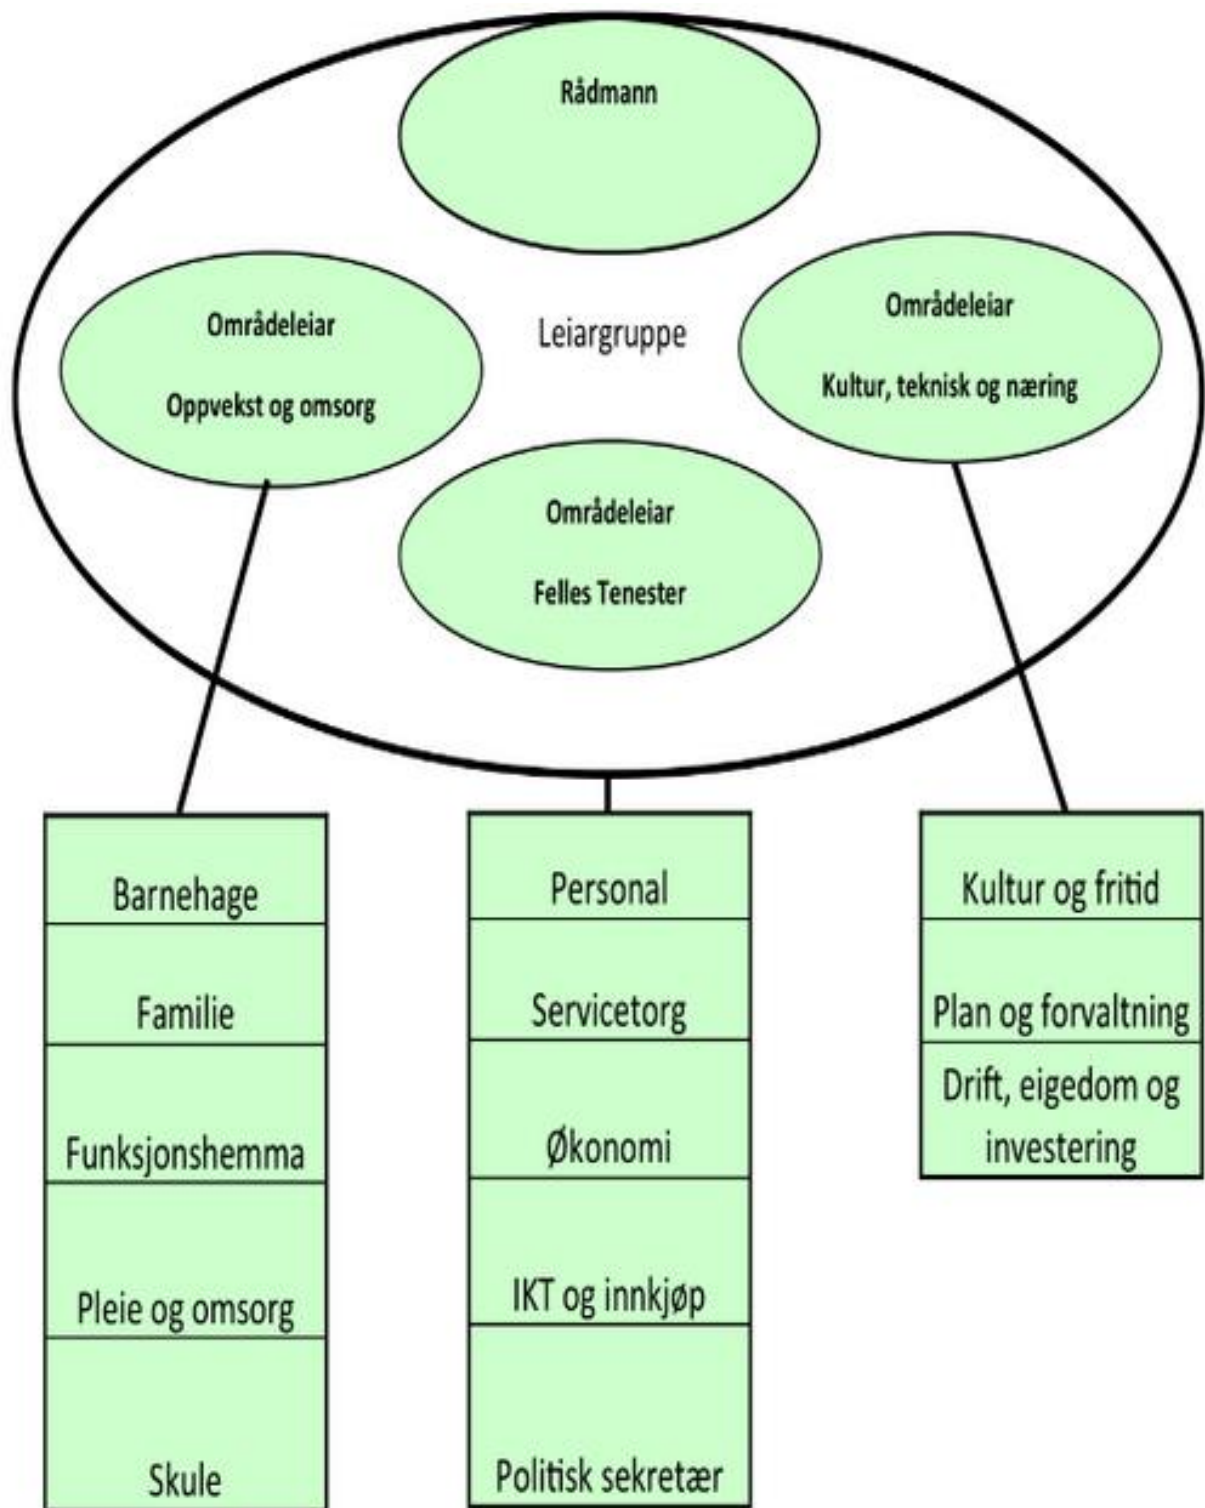 Rådmann
Områdeleiar
Oppvekst og omsorg
Leiargruppe
Områdeleiar
Kultur, teknisk og næring
Områdeleiar
Felles Tenester
Barnehage
Familie
Funksjonshemma
Pleie og omsorg
Skule
Personal
Servicetorg
Økonomi
IKT og innkjøp
Politisk sekretær
Kultur og fritid
Plan og forvaltning
Drift, eigedom og
investering